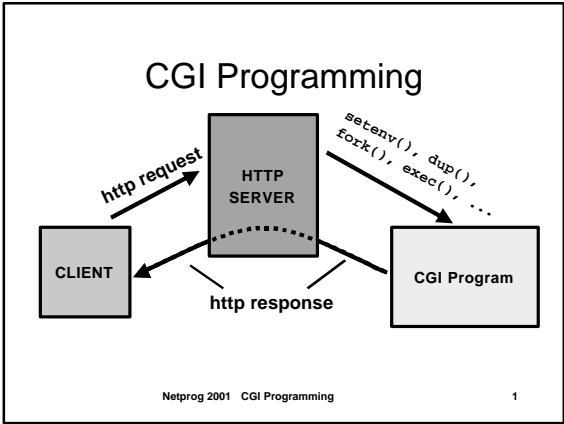 CGI Programming
setenv(), dup(),
fork(), exec(), ...
http request
HTTP
SERVER
CLIENT
CGI Program
http response
Netprog 2001 CGI Programming 1